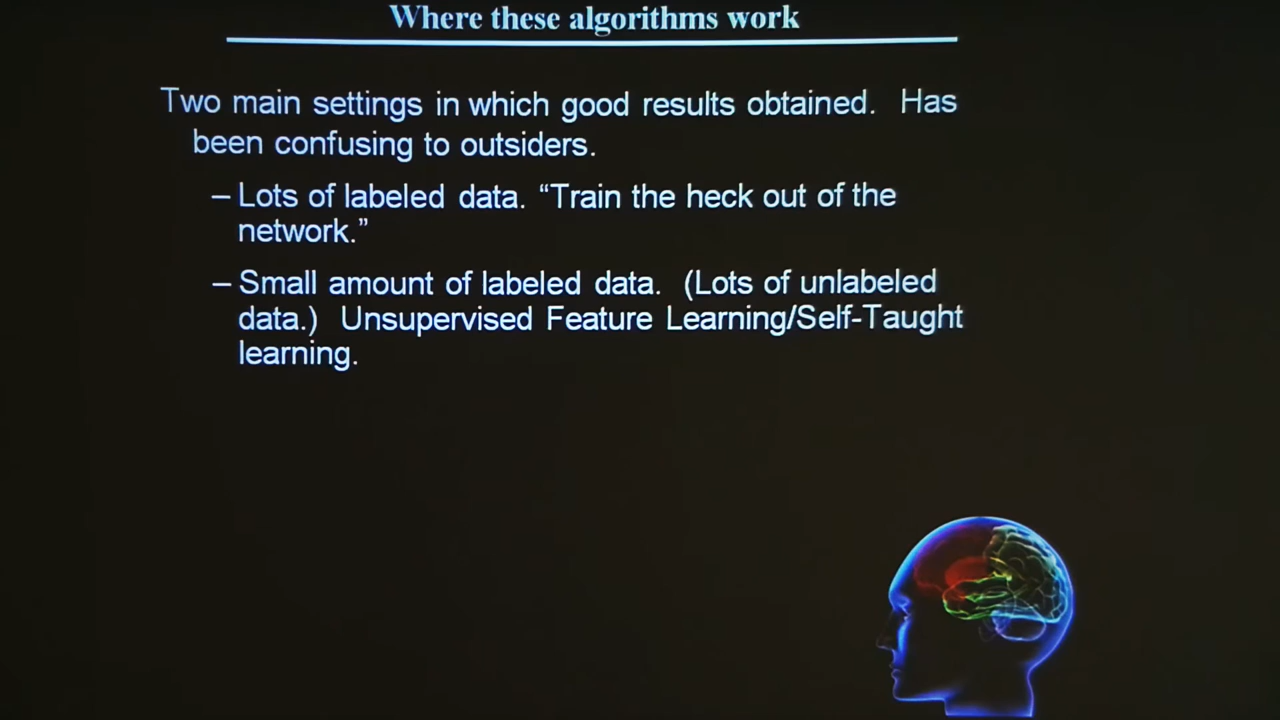 Where these algorithms work
Two main settings in which good results obtained. Has
been confusing to outsiders.
– Lots of labeled data. “Train the heck out of the
network.”
– Small amount of labeled data. (Lots of unlabeled
data.) Unsupervised Feature Learning/Self-Taught
learning.